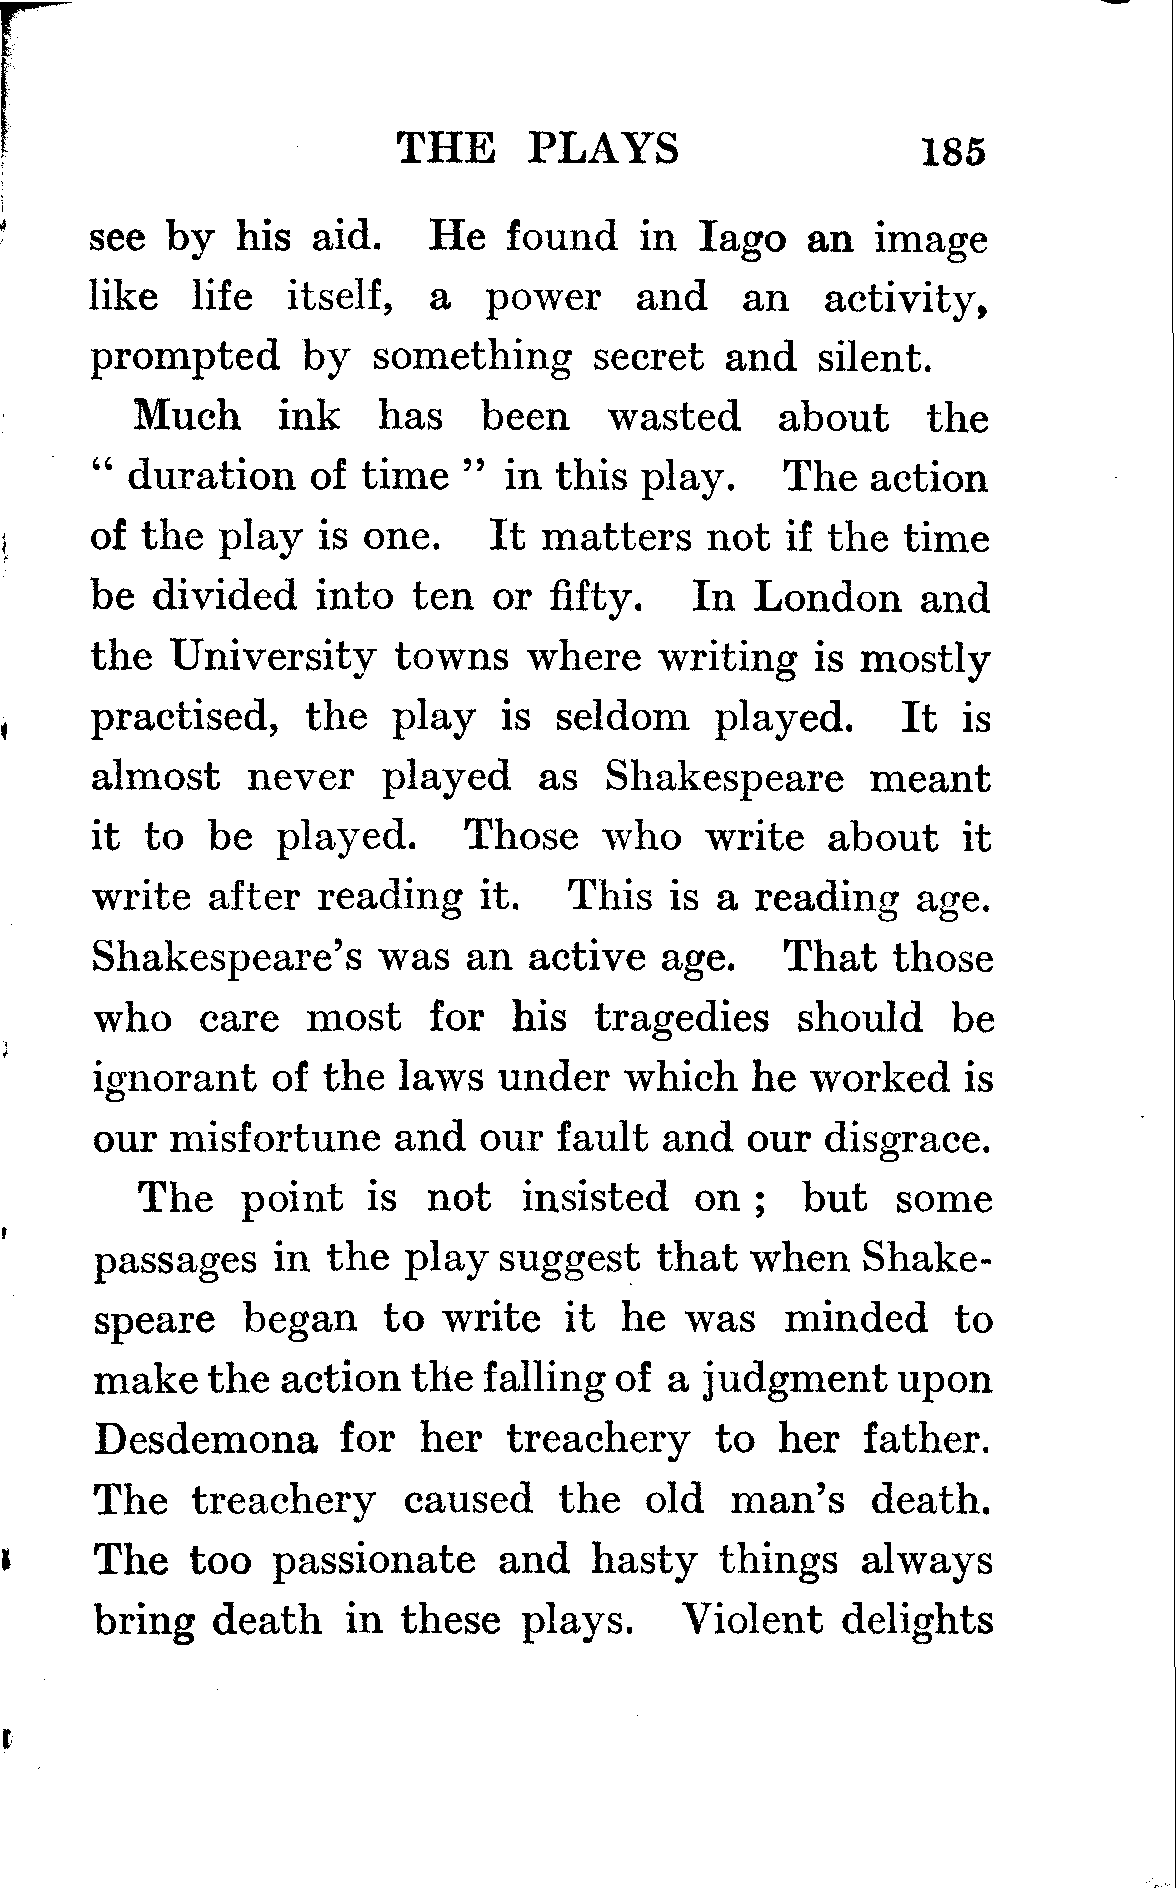 THE PLAYS 185
see by his aid. He found in Iago an image
like life itself, a power and an activity,
prompted by something secret and silent.
Much ink has been wasted about the
“ duration of time ” in this play. The action
of the play is one. It matters not if the time
be divided into ten or fifty. In London and
the University towns where writing is mostly
practised, the play is seldom played. It is
almost never played as Shakespeare meant
it to be played. Those who write about it
write after reading it. This is a reading age.
Shakespeare's was an active age. That those
who care most for his tragedies should be
ignorant of the laws under which he worked is
our misfortune and our fault and our disgrace.
The point is not insisted on ; but some
passages in the play suggest that when Shake-
speare began to write it he was minded to
make the action the falling of a judgment upon
Desdemona for her treachery to her father.
The treachery caused the old man's death.
The too passionate and hasty things always
bring death in these plays. Violent delights